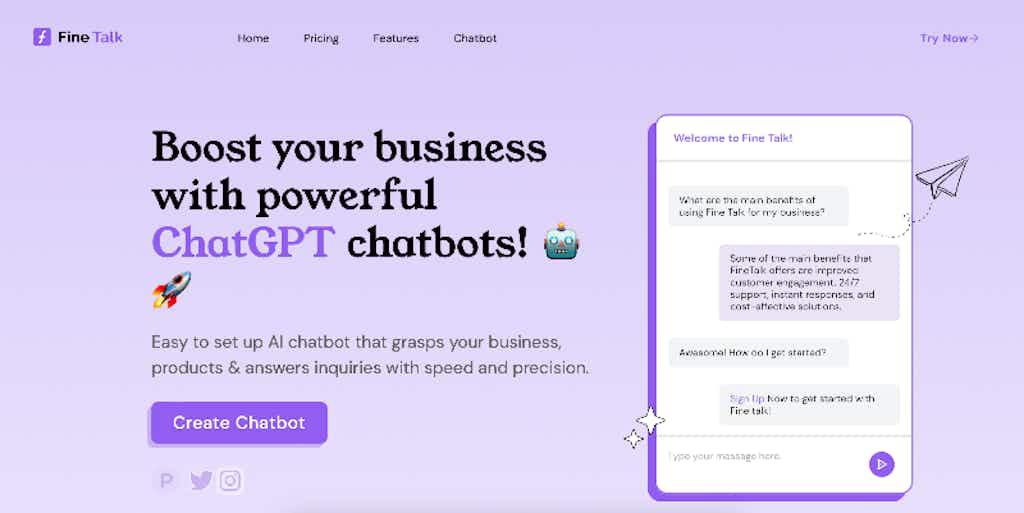 Fine Talk
Home
Pricing
Features
Chatbot
Try Now→
Boost your business
with powerful
ChatGPT chatbots! 🤖
🚀
Easy to set up AI chatbot that grasps your business,
products & answers inquiries with speed and precision.
Create Chatbot
P
Welcome to Fine Talk!
What are the main benefits of
using Fine Talk for my business?
Some of the main benefits that
FineTalk offers are improved
customer engagement, 24/7
support, instant responses, and
cost-effective solutions.
Awesome! How do I get started?
Sign Up Now to get started with
Fine talk!
Type your message here.